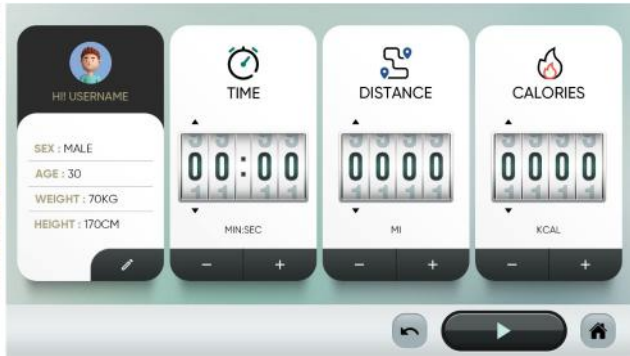 HI! USERNAME
SEX : MALE
AGE : 30
WEIGHT : 70KG
HEIGHT : 170CM
TIME
00:00
MIN:SEC
- +
DISTANCE
0000
MI
- +
CALORIES
0000
KCAL
- +